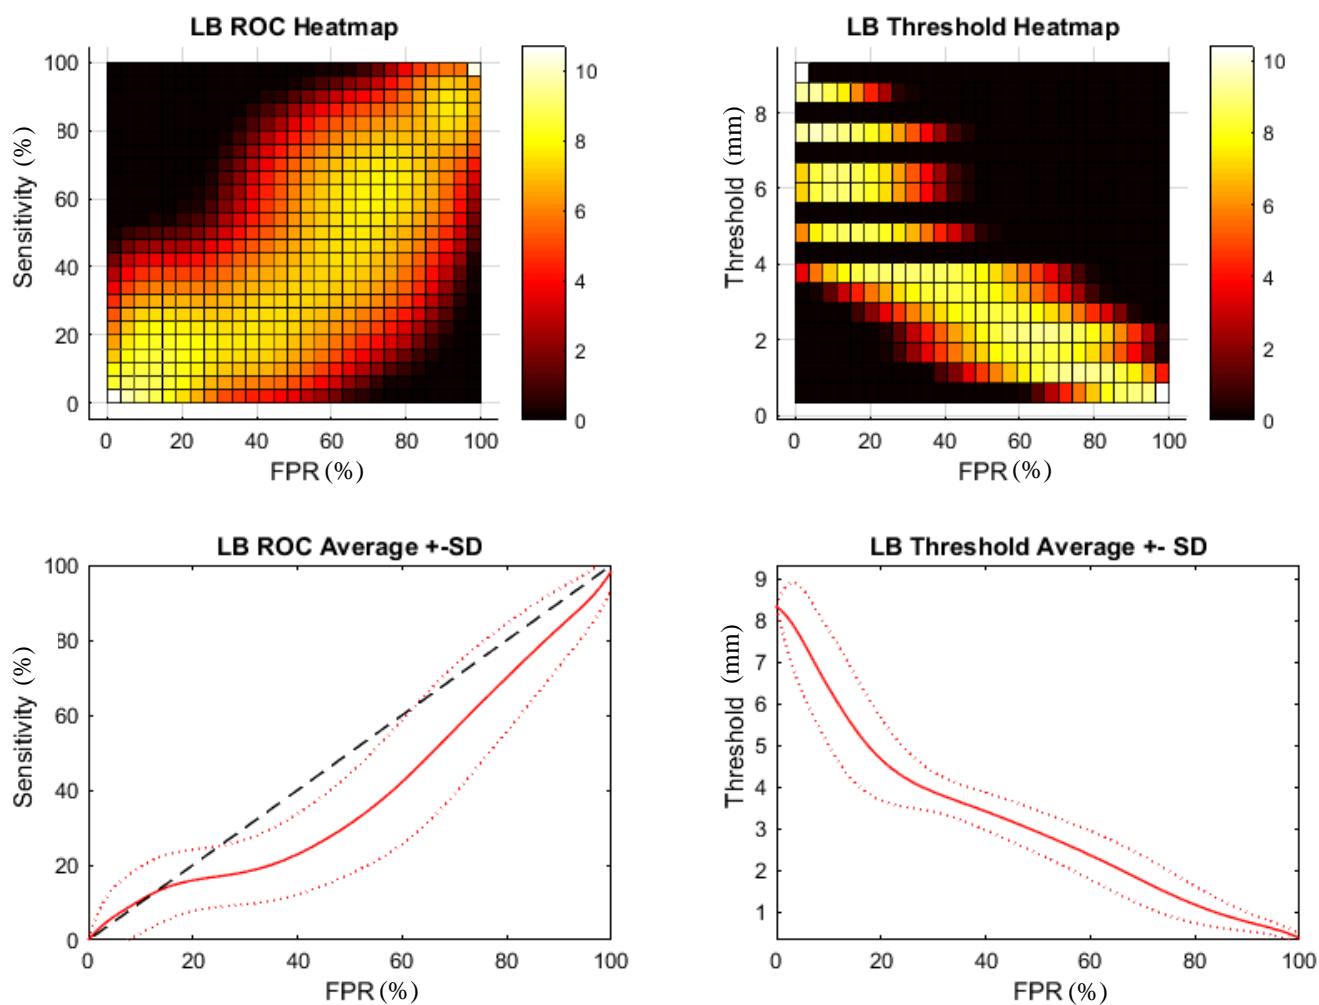 LB ROC Heatmap
Sensitivity (%)
100
80
60
40
20
0
0 20 40 60 80 100
FPR (%)
10
8
6
4
2
0
LB Threshold Heatmap
Threshold (mm)
8
6
4
2
0
0 20 40 60 80 100
FPR (%)
10
8
6
4
2
0
LB ROC Average +-SD
Sensitivity (%)
100
80
60
40
20
0
0 20 40 60 80 100
FPR (%)
LB Threshold Average +- SD
Threshold (mm)
9
8
7
6
5
4
3
2
1
0 20 40 60 80 100
FPR (%)